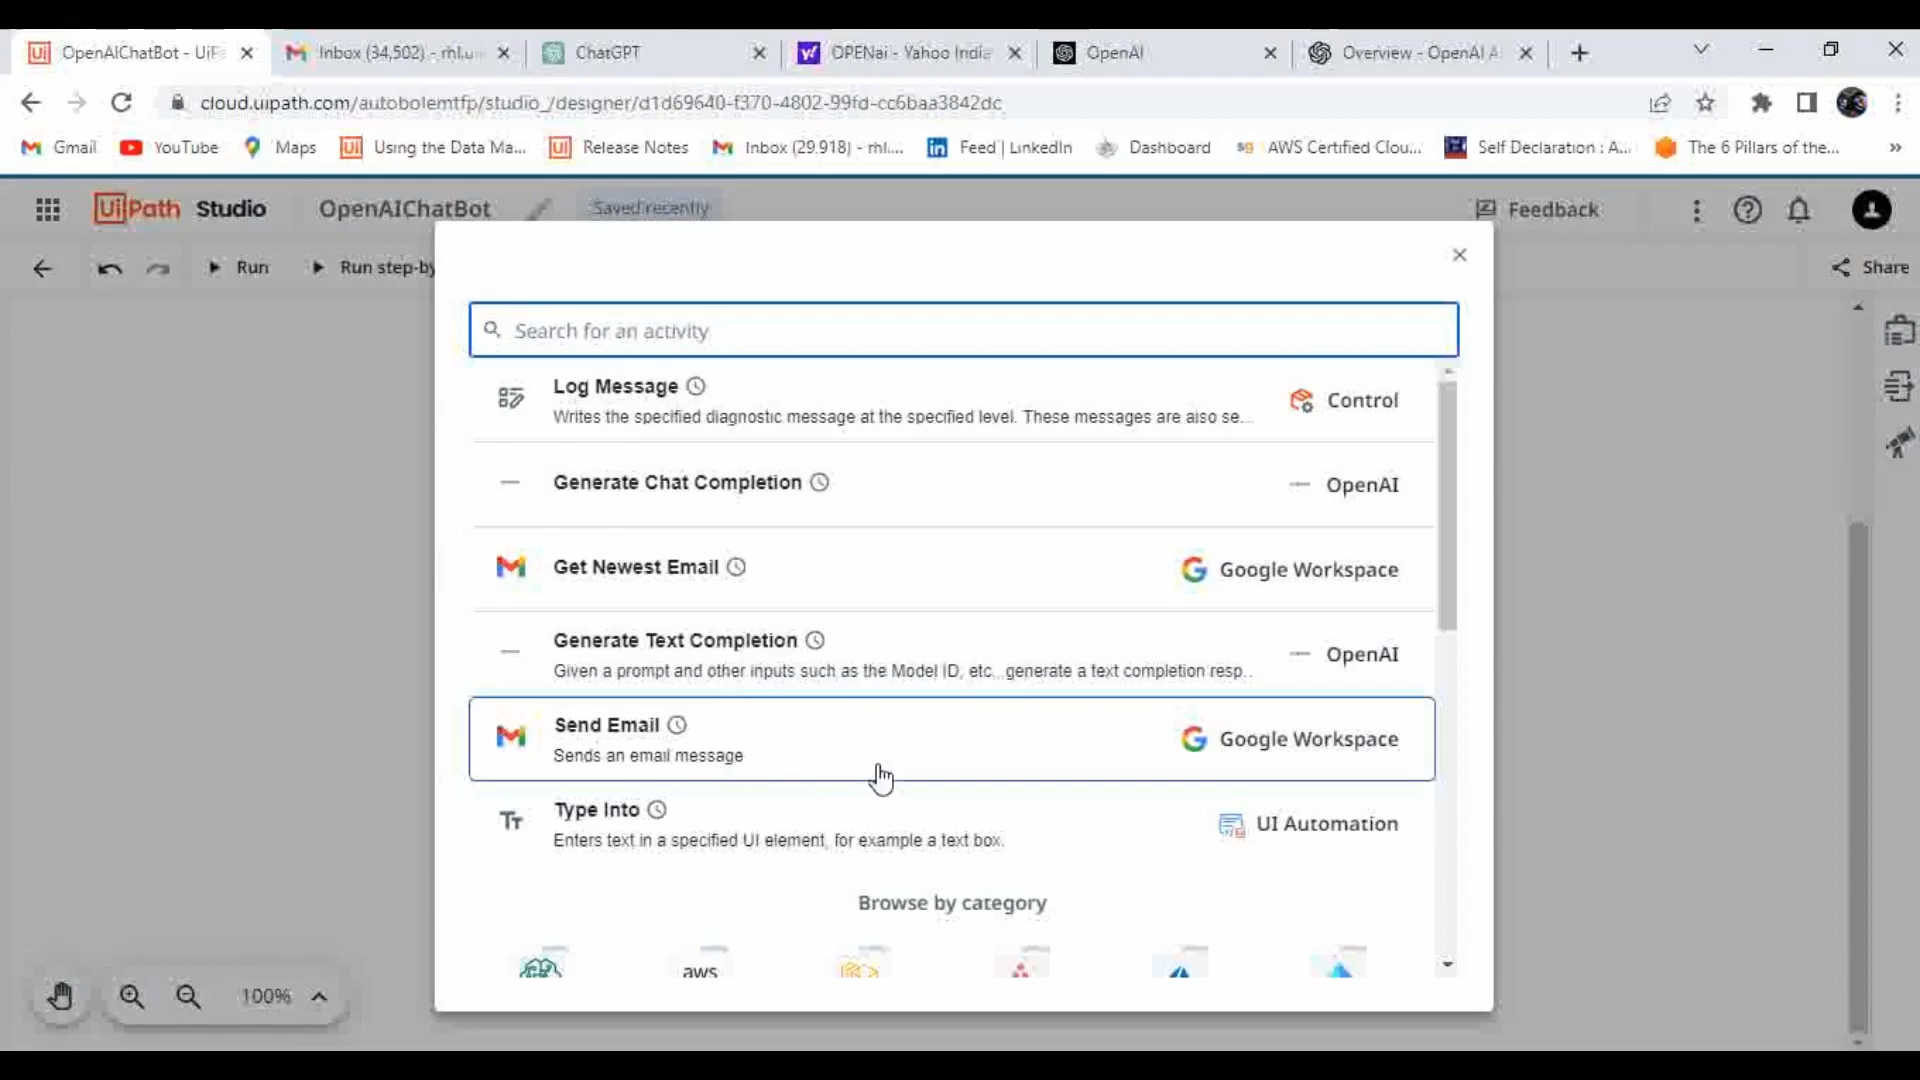 OpenAIChatBot - UiPa
Inbox (34,502) - rhl.um
ChatGPT
OPENai - Yahoo India
OpenAI
Overview - OpenAI A
cloud.uipath.com/autobolemtfp/studio_/designer/d1d69640-f370-4802-99fd-cc6baa3842dc
Gmail
YouTube
Maps
Using the Data Ma...
Release Notes
Inbox (29,918) - rhl....
Feed | LinkedIn
Dashboard
AWS Certified Clou...
Self Declaration : A...
The 6 Pillars of the...
UiPath Studio
OpenAIChatBot
Saved recently
Feedback
Run
Run step-by
Share
Search for an activity
Log Message
Writes the specified diagnostic message at the specified level. These messages are also se...
Control
Generate Chat Completion
OpenAI
Get Newest Email
Google Workspace
Generate Text Completion
Given a prompt and other inputs such as the Model ID, etc...generate a text completion resp...
OpenAI
Send Email
Sends an email message
Google Workspace
Type Into
Enters text in a specified UI element, for example a text box.
UI Automation
Browse by category
aws
100%